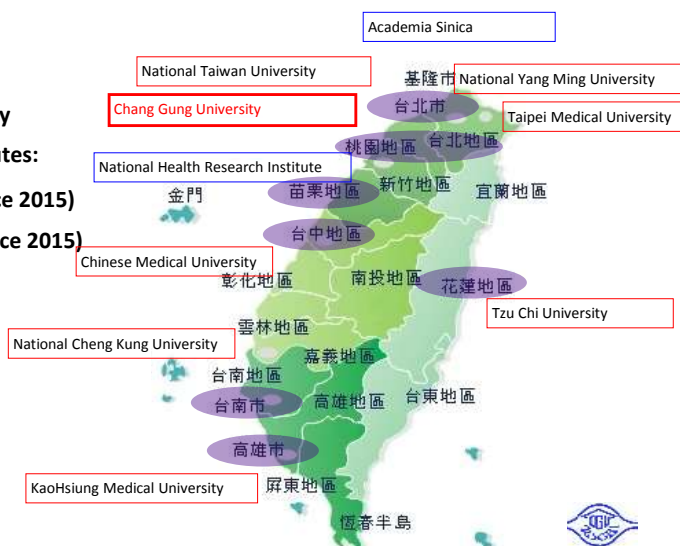 Academia Sinica
National Taiwan University
基隆市
National Yang Ming University
Chang Gung University
台北市
y
Taipei Medical University
桃園地區
台北地區
utes:
National Health Research Institute
新竹地區
金門
苗栗地區
宜蘭地區
ce 2015)
台中地區
ce 2015)
Chinese Medical University
彰化地區
南投地區
花蓮地區
Tzu Chi University
雲林地區
National Cheng Kung University
嘉義地區
台南地區
台南市
高雄地區
台東地區
高雄市
KaoHsiung Medical University
屏東地區
恆春半島